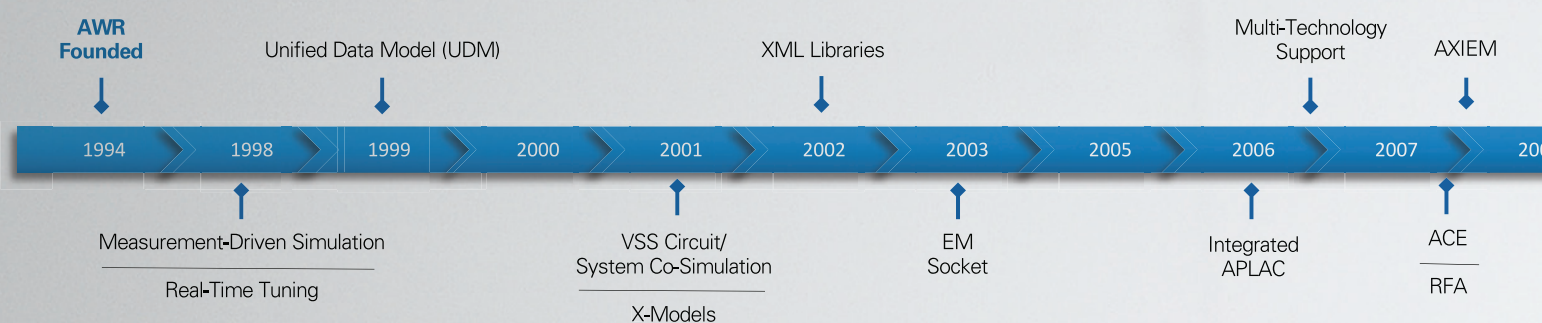 AWR
Founded
Unified Data Model (UDM)
XML Libraries
Multi-Technology
Support
AXIEM
1994
1998
1999
2000
2001
2002
2003
2005
2006
2007
Measurement-Driven Simulation
Real-Time Tuning
VSS Circuit/
System Co-Simulation
X-Models
EM
Socket
Integrated
APLAC
ACE
RFA